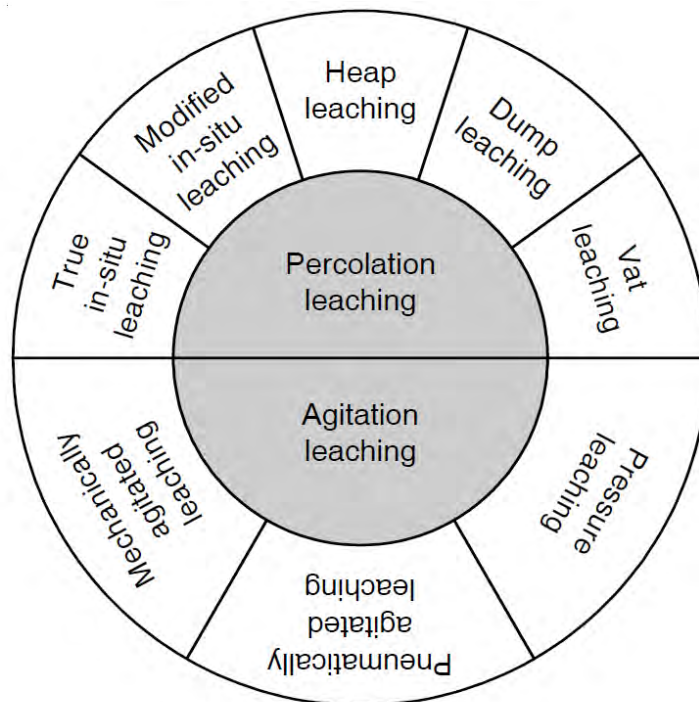 Heap
leaching
Modified
in-situ
leaching
Dump
leaching
True
in-situ
leaching
Vat
leaching
Percolation
leaching
Agitation
leaching
Mechanically
agitated
leaching
Pressure
leaching
Pneumatically
agitated
leaching